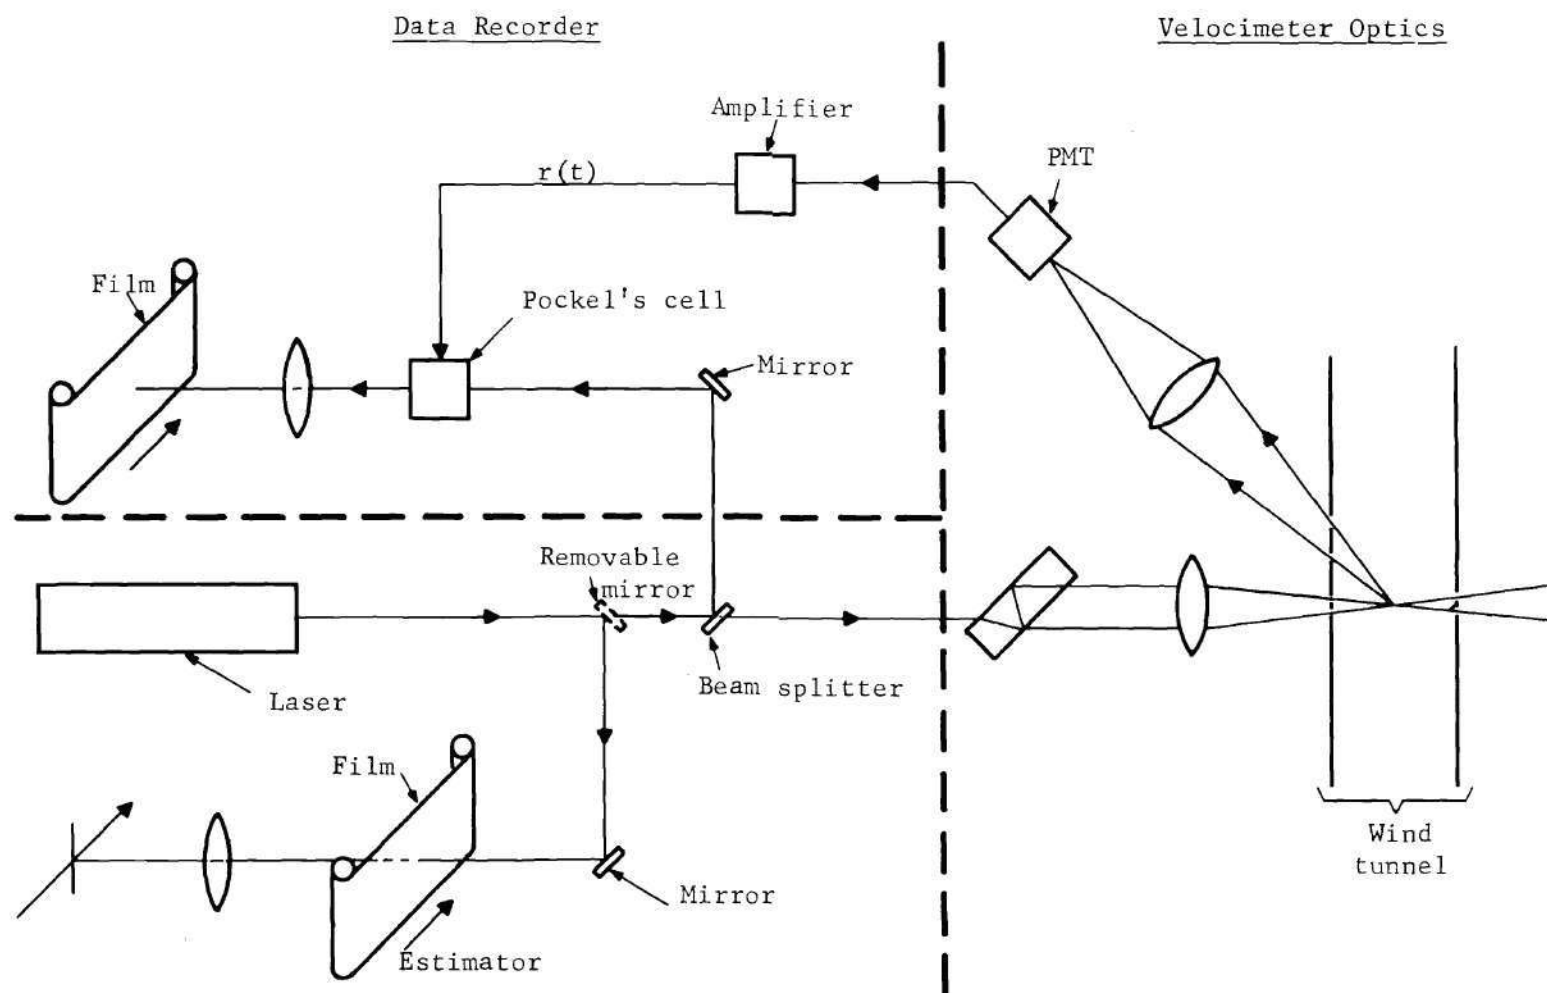 Data Recorder
Velocimeter Optics
Amplifier
PMT
r(t)
Film
Pockel's cell
Mirror
Removable
mirror
Beam splitter
Laser
Film
Wind
tunnel
Mirror
Estimator